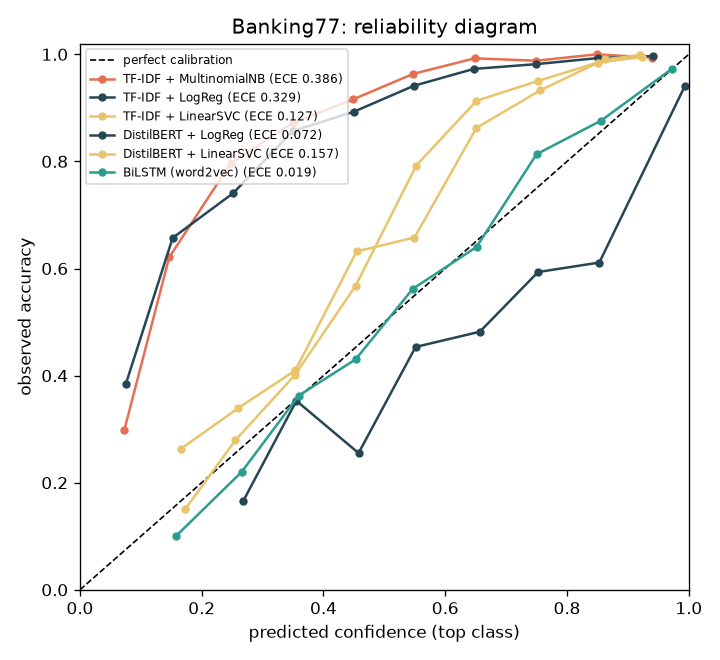 Banking77: reliability diagram
perfect calibration
TF-IDF + MultinomialNB (ECE 0.386)
TF-IDF + LogReg (ECE 0.329)
TF-IDF + LinearSVC (ECE 0.127)
DistilBERT + LogReg (ECE 0.072)
DistilBERT + LinearSVC (ECE 0.157)
BiLSTM (word2vec) (ECE 0.019)
observed accuracy
1.0
0.8
0.6
0.4
0.2
0.0
0.0 0.2 0.4 0.6 0.8 1.0
predicted confidence (top class)